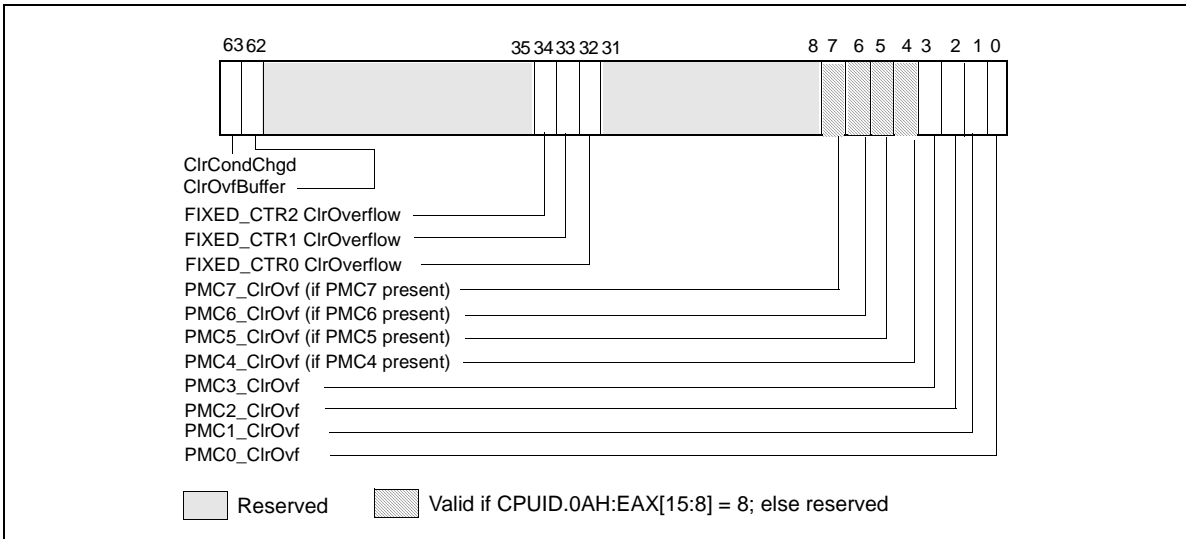 63 62 35 34 33 32 31 8 7 6 5 4 3 2 1 0
ClrCondChgd
ClrOvfBuffer
FIXED_CTR2 ClrOverflow
FIXED_CTR1 ClrOverflow
FIXED_CTR0 ClrOverflow
PMC7_ClrOvf (if PMC7 present)
PMC6_ClrOvf (if PMC6 present)
PMC5_ClrOvf (if PMC5 present)
PMC4_ClrOvf (if PMC4 present)
PMC3_ClrOvf
PMC2_ClrOvf
PMC1_ClrOvf
PMC0_ClrOvf
Reserved Valid if CPUID.0AH:EAX[15:8] = 8; else reserved